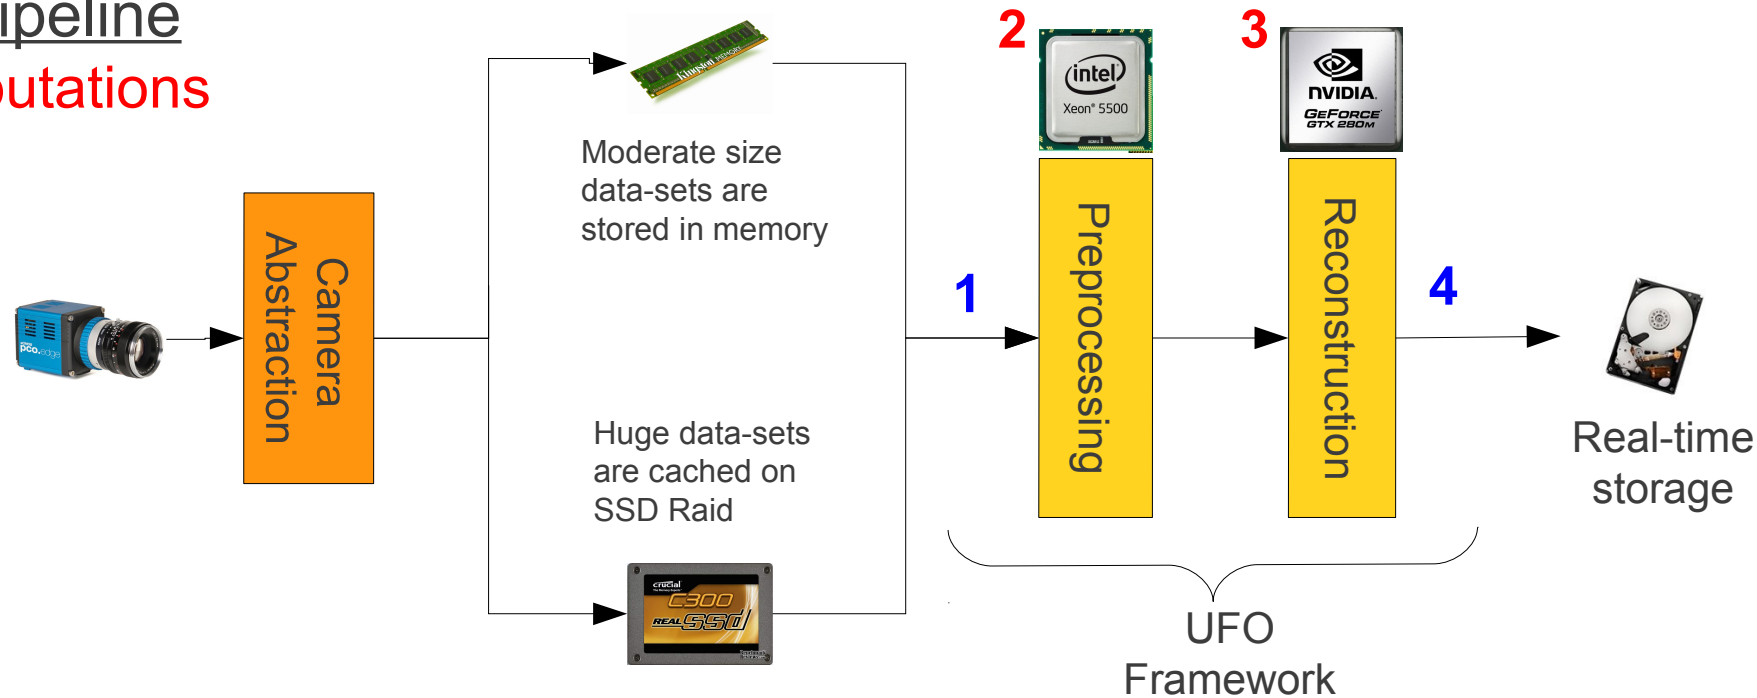 ipeline
outations
2
3
Kingston MEMORY
intel
Xeon® 5500
NVIDIA.
GEFORCE
GTX 280M
Moderate size
data-sets are
stored in memory
Camera
Abstraction
pco.edge
1
Preprocessing
Reconstruction
4
Huge data-sets
are cached on
SSD Raid
Real-time
storage
crucial
C300
REAL SSD
UFO
Framework